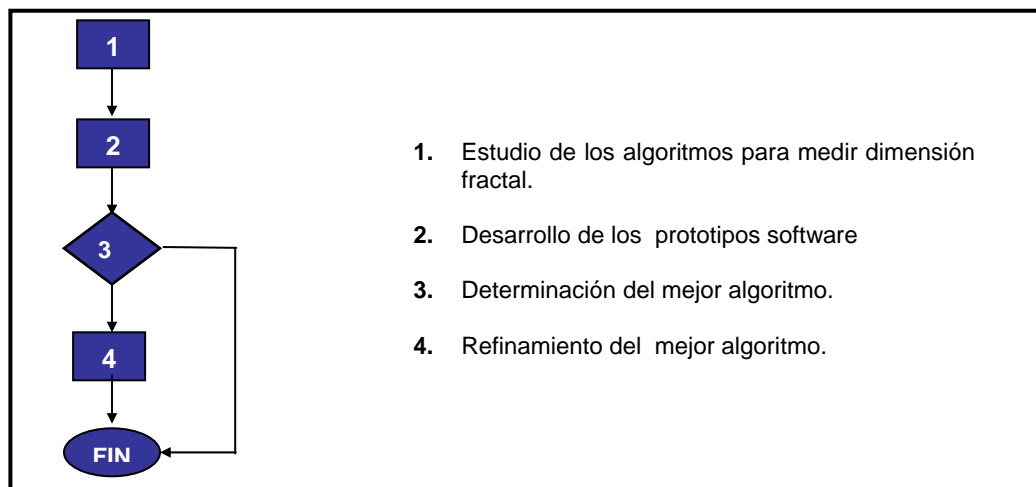 1
2
3
4
FIN
1. Estudio de los algoritmos para medir dimensión
fractal.
2. Desarrollo de los prototipos software
3. Determinación del mejor algoritmo.
4. Refinamiento del mejor algoritmo.